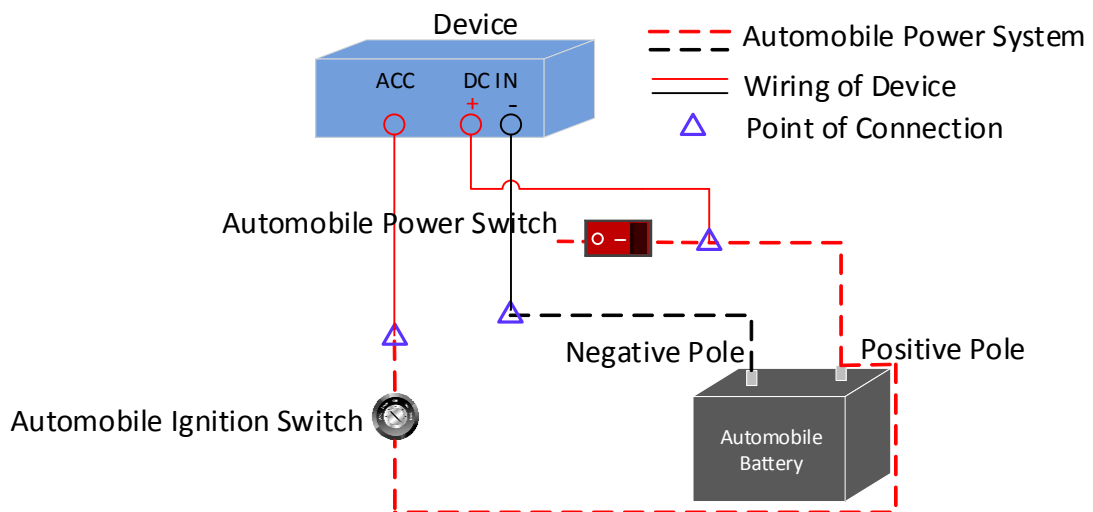 Device
Automobile Power System
ACC
DC IN
+
-
Wiring of Device
Point of Connection
Automobile Power Switch
Negative Pole
Positive Pole
Automobile Ignition Switch
Automobile
Battery